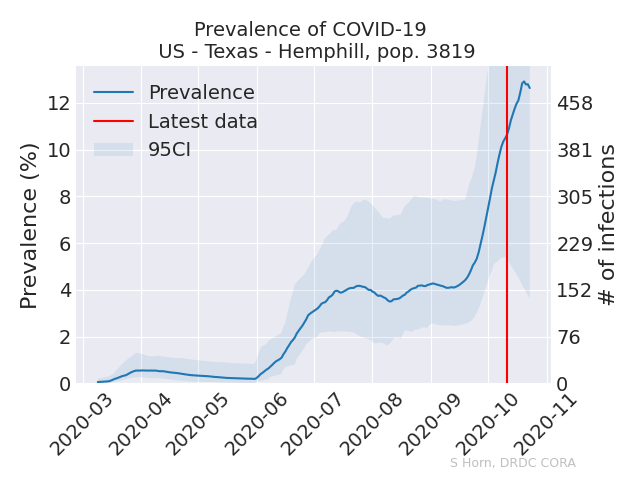 Prevalence of COVID-19
US - Texas - Hemphill, pop. 3819
Prevalence
Latest data
95CI
Prevalence (%)
12
10
8
6
4
2
0
458
381
305
229
152
76
0
# of infections
2020-03
2020-04
2020-05
2020-06
2020-07
2020-08
2020-09
2020-10
2020-11
S Horn, DRDC CORA